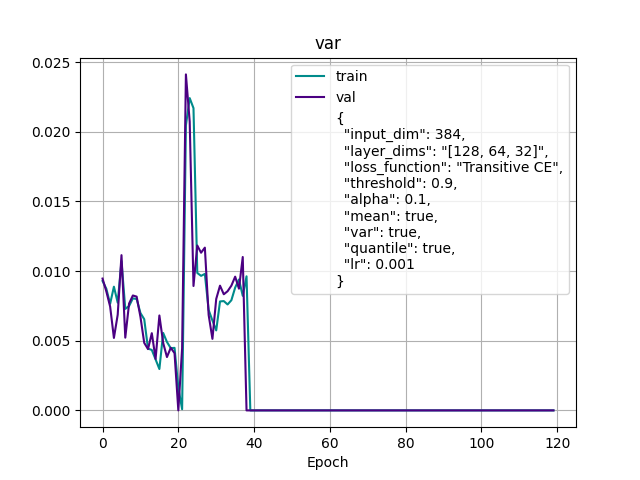 var
0.025
0.020
0.015
0.010
0.005
0.000
train
val
{
"input_dim": 384,
"layer_dims": "[128, 64, 32]",
"loss_function": "Transitive CE",
"threshold": 0.9,
"alpha": 0.1,
"mean": true,
"var": true,
"quantile": true,
"lr": 0.001
}
0 20 40 60 80 100 120
Epoch